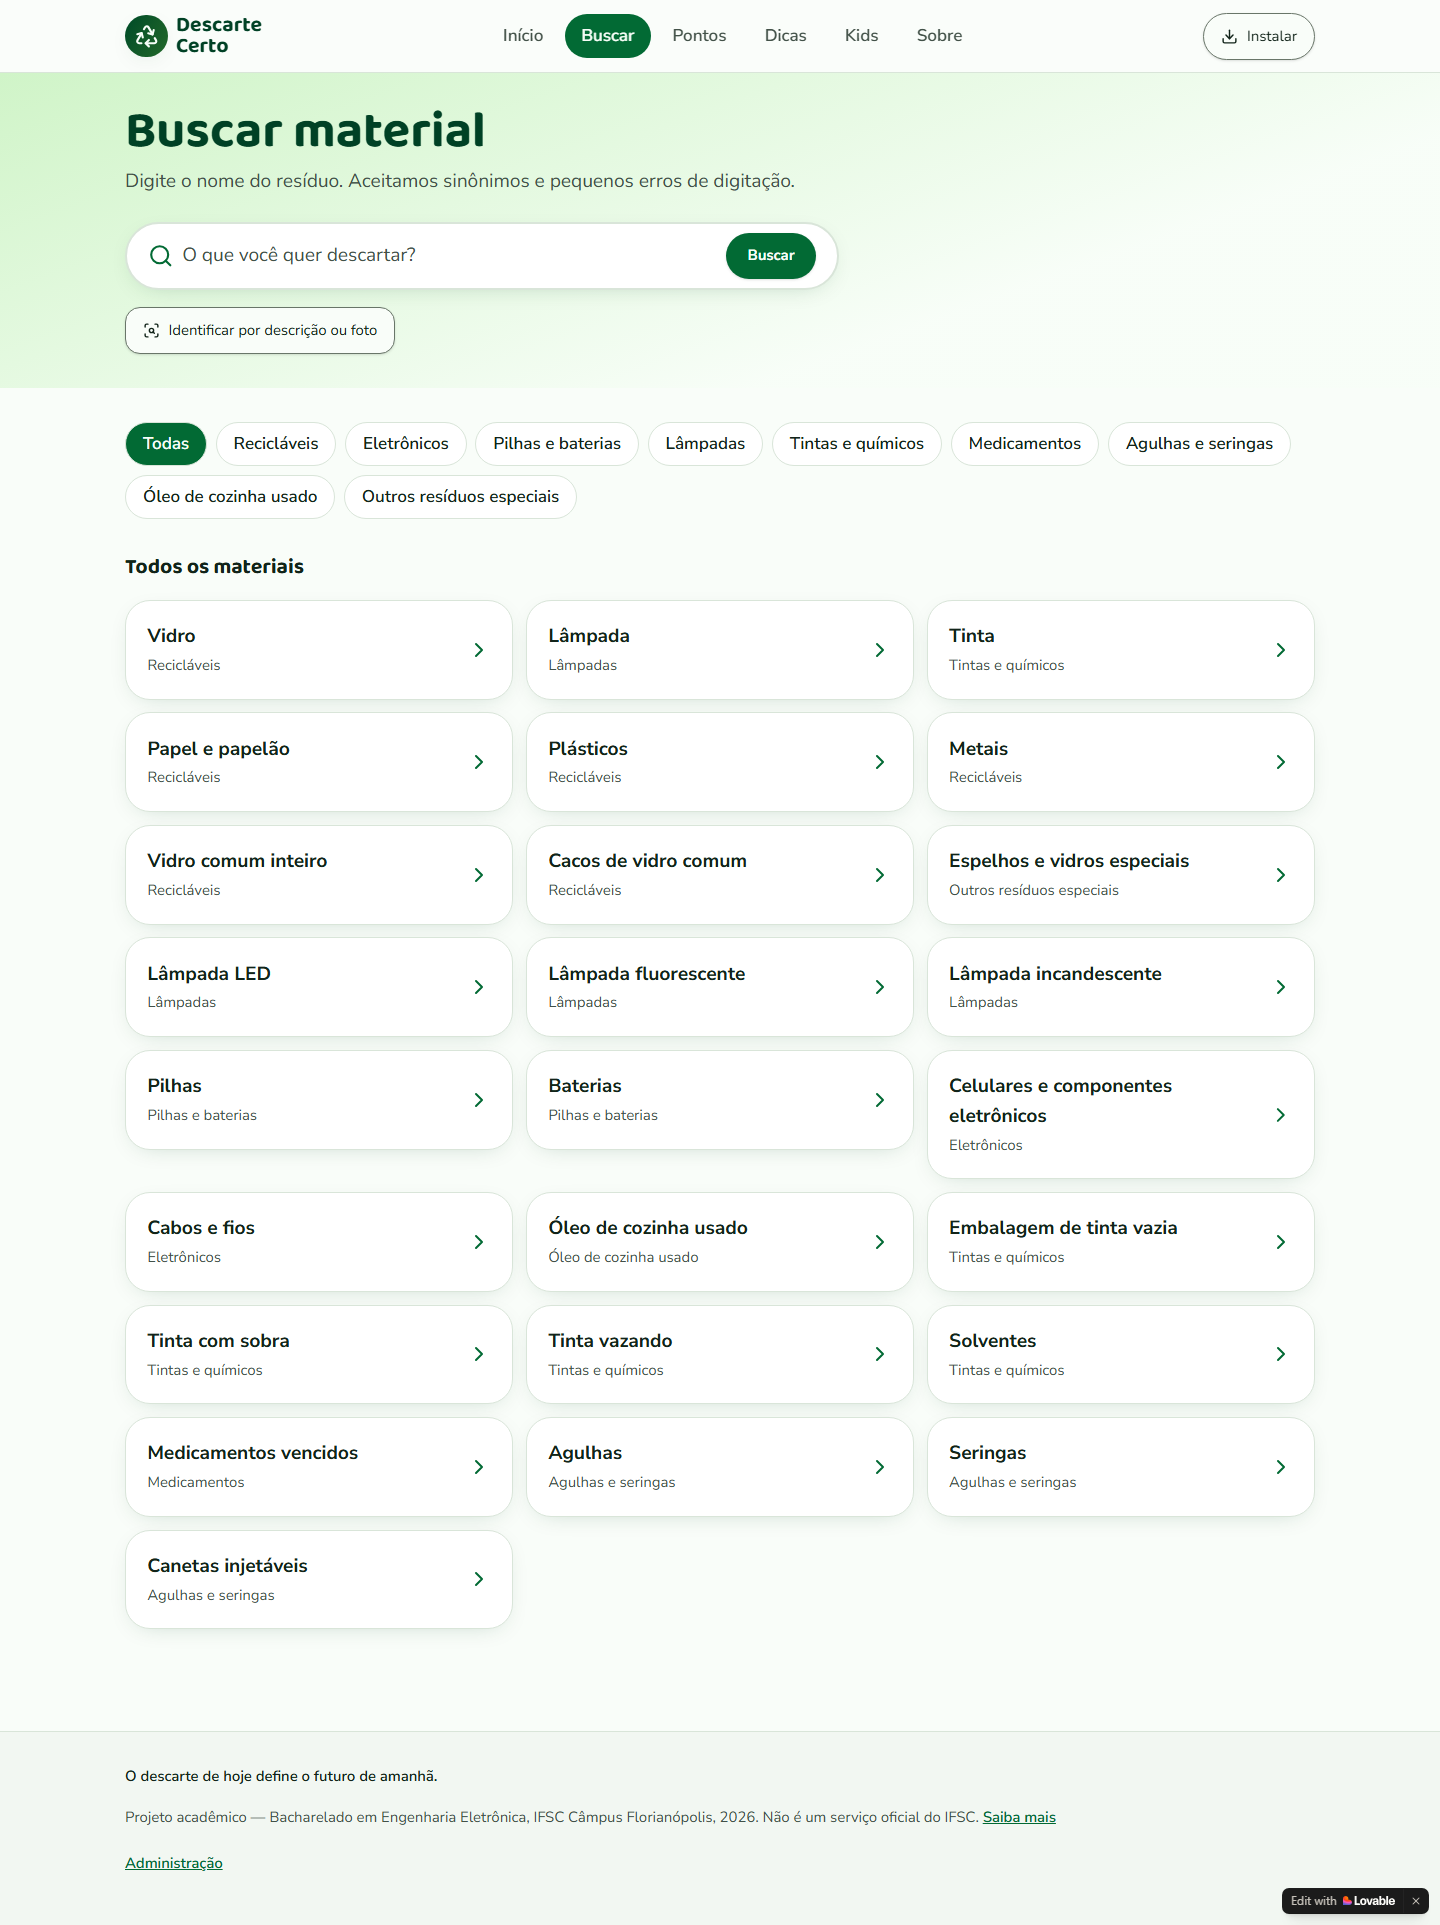 Descarte
Certo
Início
Buscar
Pontos
Dicas
Kids
Sobre
Instalar
Buscar material
Digite o nome do resíduo. Aceitamos sinônimos e pequenos erros de digitação.
O que você quer descartar?
Buscar
Identificar por descrição ou foto
Todas
Recicláveis
Eletrônicos
Pilhas e baterias
Lâmpadas
Tintas e químicos
Medicamentos
Agulhas e seringas
Óleo de cozinha usado
Outros resíduos especiais
Todos os materiais
Vidro
Recicláveis
Lâmpada
Lâmpadas
Tinta
Tintas e químicos
Papel e papelão
Recicláveis
Plásticos
Recicláveis
Metais
Recicláveis
Vidro comum inteiro
Recicláveis
Cacos de vidro comum
Recicláveis
Espelhos e vidros especiais
Outros resíduos especiais
Lâmpada LED
Lâmpadas
Lâmpada fluorescente
Lâmpadas
Lâmpada incandescente
Lâmpadas
Pilhas
Pilhas e baterias
Baterias
Pilhas e baterias
Celulares e componentes
eletrônicos
Eletrônicos
Cabos e fios
Eletrônicos
Óleo de cozinha usado
Óleo de cozinha usado
Embalagem de tinta vazia
Tintas e químicos
Tinta com sobra
Tintas e químicos
Tinta vazando
Tintas e químicos
Solventes
Tintas e químicos
Medicamentos vencidos
Medicamentos
Agulhas
Agulhas e seringas
Seringas
Agulhas e seringas
Canetas injetáveis
Agulhas e seringas
O descarte de hoje define o futuro de amanhã.
Projeto acadêmico — Bacharelado em Engenharia Eletrônica, IFSC Câmpus Florianópolis, 2026. Não é um serviço oficial do IFSC. Saiba mais
Administração
Edit with Lovable